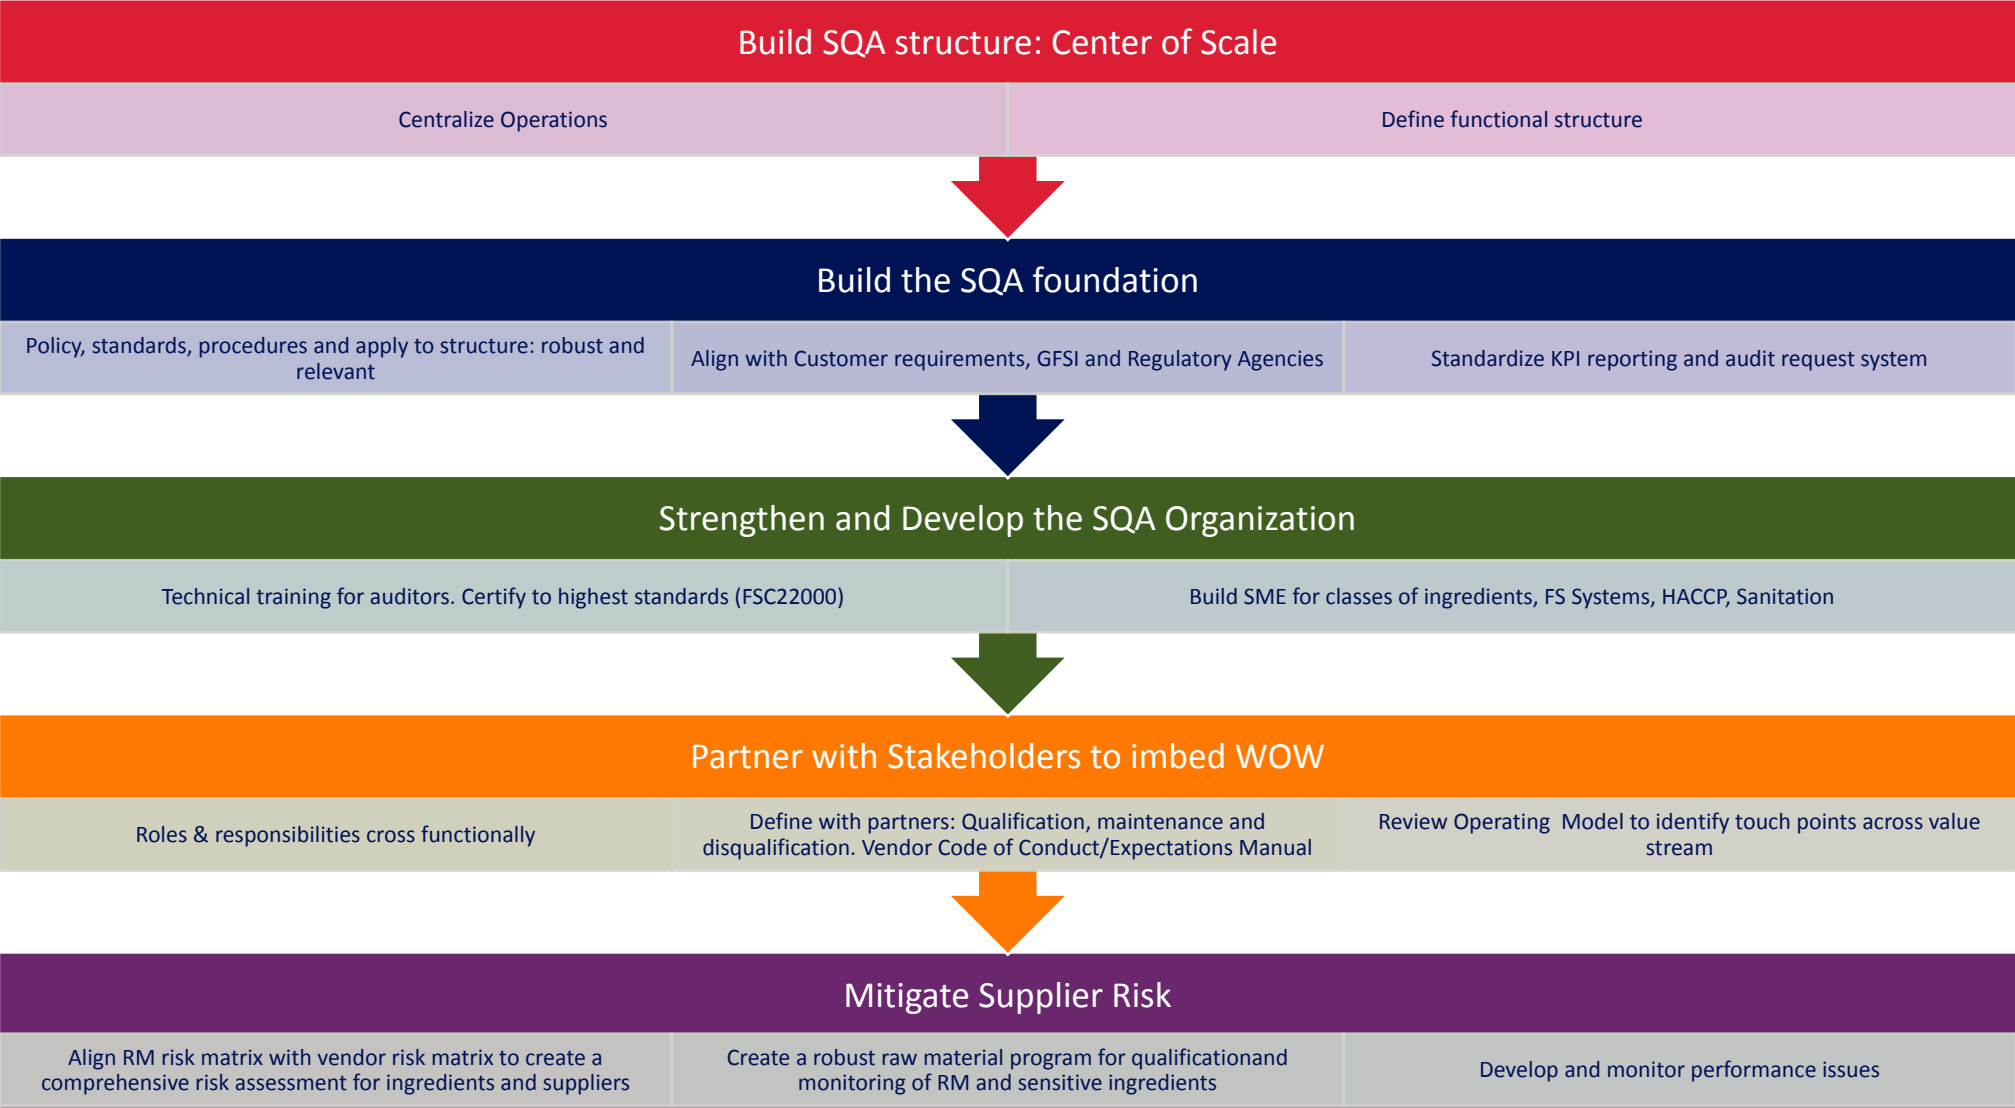 Build SQA structure: Center of Scale
Centralize Operations
Define functional structure
Build the SQA foundation
Policy, standards, procedures and apply to structure: robust and
relevant
Align with Customer requirements, GFSI and Regulatory Agencies
Standardize KPI reporting and audit request system
Strengthen and Develop the SQA Organization
Technical training for auditors. Certify to highest standards (FSC22000)
Build SME for classes of ingredients, FS Systems, HACCP, Sanitation
Partner with Stakeholders to imbed WOW
Roles & responsibilities cross functionally
Define with partners: Qualification, maintenance and
disqualification. Vendor Code of Conduct/Expectations Manual
Review Operating  Model to identify touch points across value
stream
Mitigate Supplier Risk
Align RM risk matrix with vendor risk matrix to create a
comprehensive risk assessment for ingredients and suppliers
Create a robust raw material program for qualificationand
monitoring of RM and sensitive ingredients
Develop and monitor performance issues